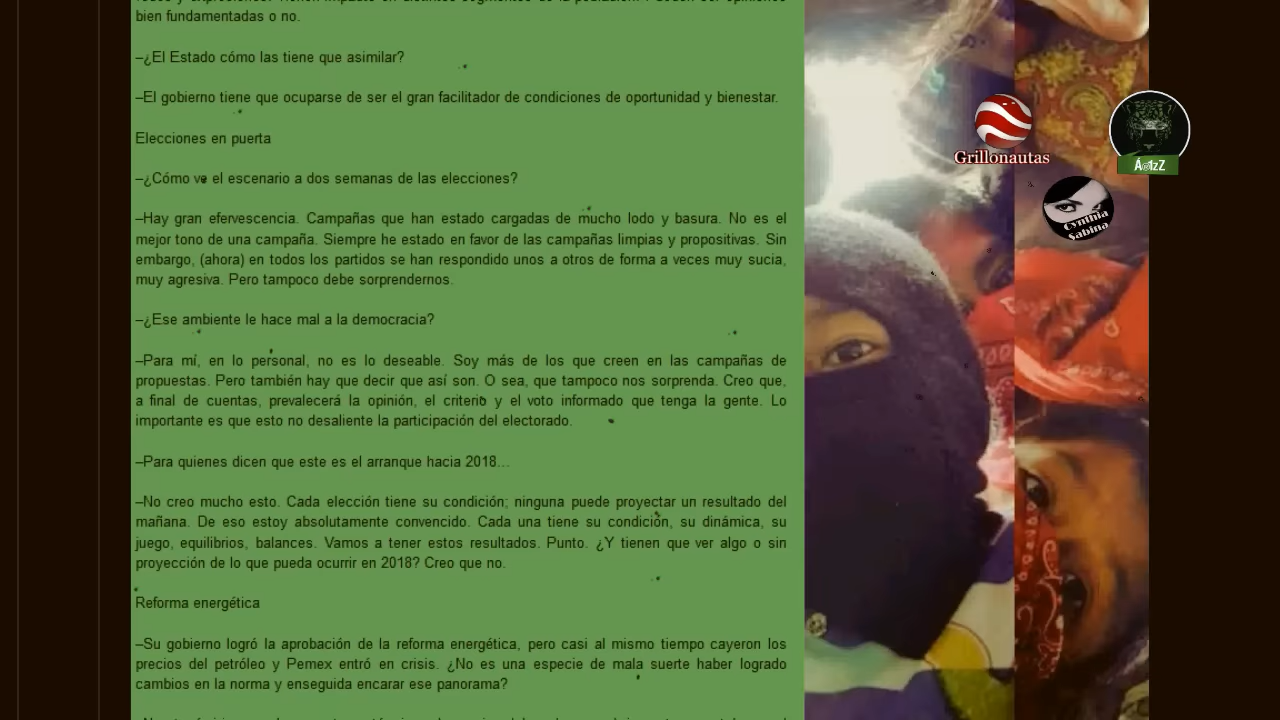 bien fundamentadas o no.
–¿El Estado cómo las tiene que asimilar?
–El gobierno tiene que ocuparse de ser el gran facilitador de condiciones de oportunidad y bienestar.
Elecciones en puerta
–¿Cómo ve el escenario a dos semanas de las elecciones?
–Hay gran efervescencia. Campañas que han estado cargadas de mucho lodo y basura. No es el
mejor tono de una campaña. Siempre he estado en favor de las campañas limpias y propositivas. Sin
embargo, (ahora) en todos los partidos se han respondido unos a otros de forma a veces muy sucia,
muy agresiva. Pero tampoco debe sorprendernos.
–¿Ese ambiente le hace mal a la democracia?
–Para mí, en lo personal, no es lo deseable. Soy más de los que creen en las campañas de
propuestas. Pero también hay que decir que así son. O sea, que tampoco nos sorprenda. Creo que,
a final de cuentas, prevalecerá la opinión, el criterio y el voto informado que tenga la gente. Lo
importante es que esto no desaliente la participación del electorado.
–Para quienes dicen que este es el arranque hacia 2018...
–No creo mucho esto. Cada elección tiene su condición; ninguna puede proyectar un resultado del
mañana. De eso estoy absolutamente convencido. Cada una tiene su condición, su dinámica, su
juego, equilibrios, balances. Vamos a tener estos resultados. Punto. ¿Y tienen que ver algo o sin
proyección de lo que pueda ocurrir en 2018? Creo que no.
Reforma energética
–Su gobierno logró la aprobación de la reforma energética, pero casi al mismo tiempo cayeron los
precios del petróleo y Pemex entró en crisis. ¿No es una especie de mala suerte haber logrado
cambios en la norma y enseguida encarar ese panorama?
Grillonautas
Cynthia
Sabina